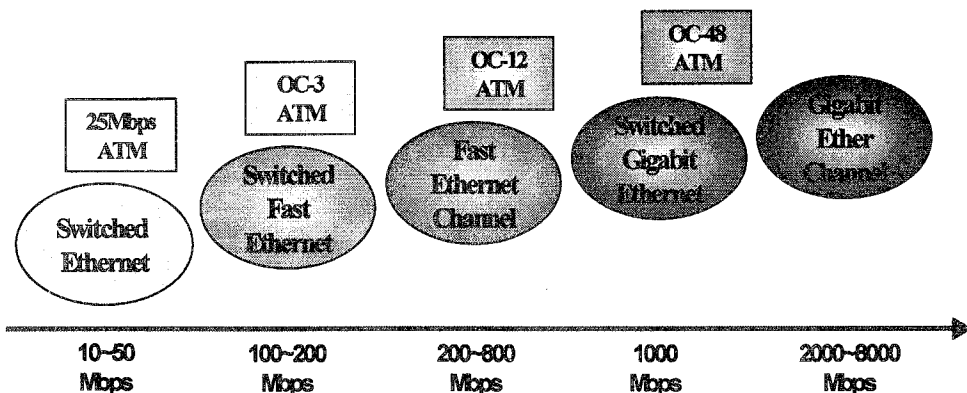 25Mbps
ATM
OC-3
ATM
OC-12
ATM
OC-48
ATM
Switched
Ethernet
Switched
Fast
Ethernet
Fast
Ethernet
Channel
Switched
Gigabit
Ethernet
Gigabit
Ether
Channel
10~50
Mbps
100~200
Mbps
200~800
Mbps
1000
Mbps
2000~8000
Mbps